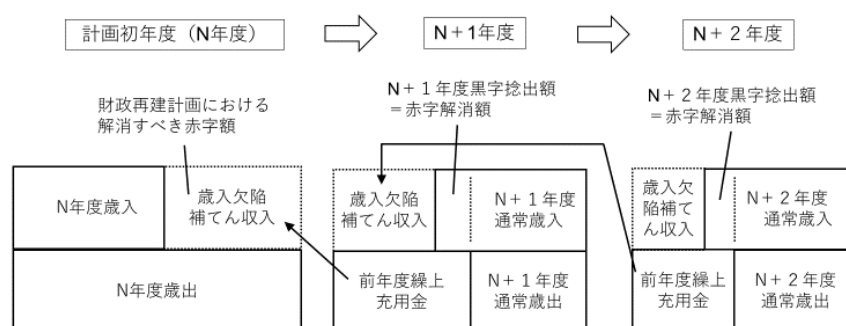 計画初年度（N年度）
N＋1年度
N＋２年度
財政再建計画における
解消すべき赤字額
N＋１年度黒字捻出額
＝赤字解消額
N＋２年度黒字捻出額
＝赤字解消額
N年度歳入
歳入欠陥
補てん収入
N年度歳出
歳入欠陥
補てん収入
N＋１年度
通常歳入
前年度繰上
充用金
N＋１年度
通常歳出
歳入欠
陥補て
ん収入
N＋２年度
通常歳入
前年度繰上
充用金
N＋２年度
通常歳出